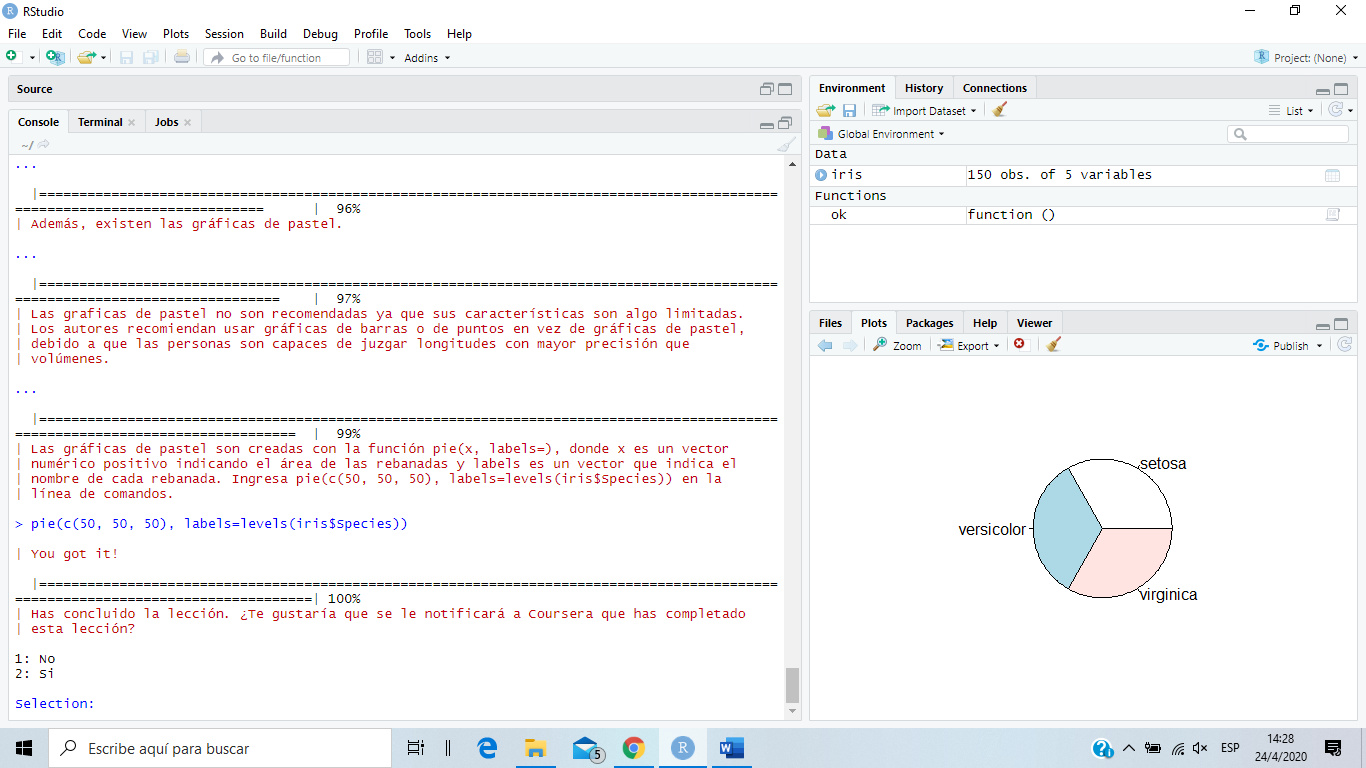 RStudio
File Edit Code View Plots Session Build Debug Profile Tools Help
Go to file/function Addins Project: (None)
Source
Console Terminal Jobs
~/
...
|==============================================================================================
================================ | 96%
| Además, existen las gráficas de pastel.
...
|==============================================================================================
================================== | 97%
| Las graficas de pastel no son recomendadas ya que sus características son algo limitadas.
| Los autores recomiendan usar gráficas de barras o de puntos en vez de gráficas de pastel,
| debido a que las personas son capaces de juzgar longitudes con mayor precisión que
| volúmenes.
...
|==============================================================================================
==================================== | 99%
| Las gráficas de pastel son creadas con la función pie(x, labels=), donde x es un vector
| numérico positivo indicando el área de las rebanadas y labels es un vector que indica el
| nombre de cada rebanada. Ingresa pie(c(50, 50, 50), labels=levels(iris$Species)) en la
| línea de comandos.
> pie(c(50, 50, 50), labels=levels(iris$Species))
| You got it!
|==============================================================================================
======================================| 100%
| Has concluido la lección. ¿Te gustaría que se le notificará a Coursera que has completado
| esta lección?
1: No
2: Si
Selection:
Environment History Connections
Import Dataset List
Global Environment
Data
iris 150 obs. of 5 variables
Functions
ok function ()
Files Plots Packages Help Viewer
Zoom Export Publish
setosa
versicolor
virginica
Escribe aquí para buscar
5
ESP
14:28
24/4/2020